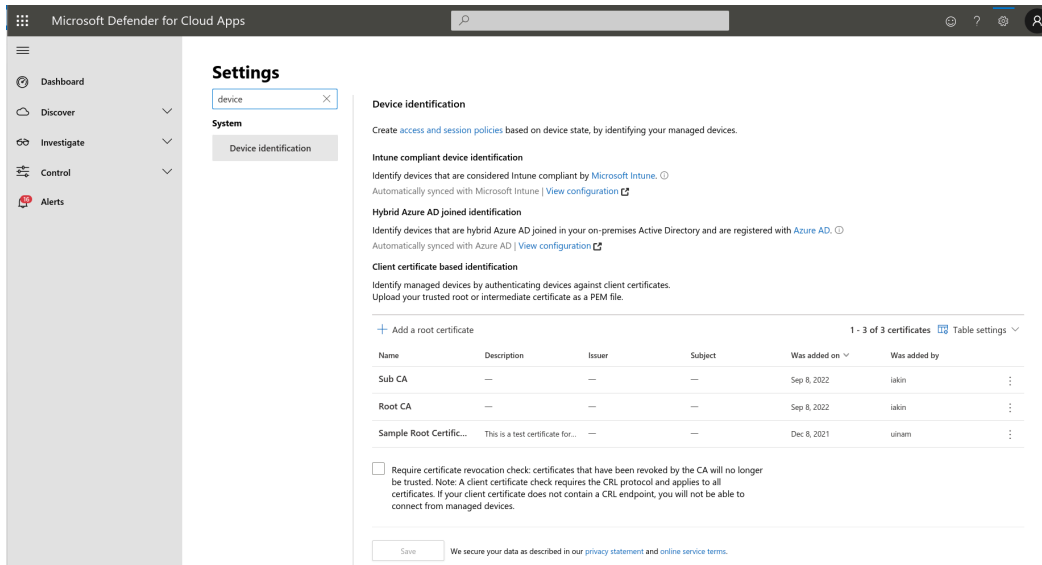 Microsoft Defender for Cloud Apps
?
Dashboard
Discover
Investigate
Control
16
Alerts
Settings
device
System
Device identification
Device identification
Create access and session policies based on device state, by identifying your managed devices.
Intune compliant device identification
Identify devices that are considered Intune compliant by Microsoft Intune.
Automatically synced with Microsoft Intune | View configuration
Hybrid Azure AD joined identification
Identify devices that are hybrid Azure AD joined in your on-premises Active Directory and are registered with Azure AD.
Automatically synced with Azure AD | View configuration
Client certificate based identification
Identify managed devices by authenticating devices against client certificates.
Upload your trusted root or intermediate certificate as a PEM file.
+ Add a root certificate 1 - 3 of 3 certificates Table settings
Name Description Issuer Subject Was added on Was added by
Sub CA — — — Sep 8, 2022 iakin
Root CA — — — Sep 8, 2022 iakin
Sample Root Certific... This is a test certificate for... — — Dec 8, 2021 uinam
Require certificate revocation check: certificates that have been revoked by the CA will no longer
be trusted. Note: A client certificate check requires the CRL protocol and applies to all
certificates. If your client certificate does not contain a CRL endpoint, you will not be able to
connect from managed devices.
Save We secure your data as described in our privacy statement and online service terms.